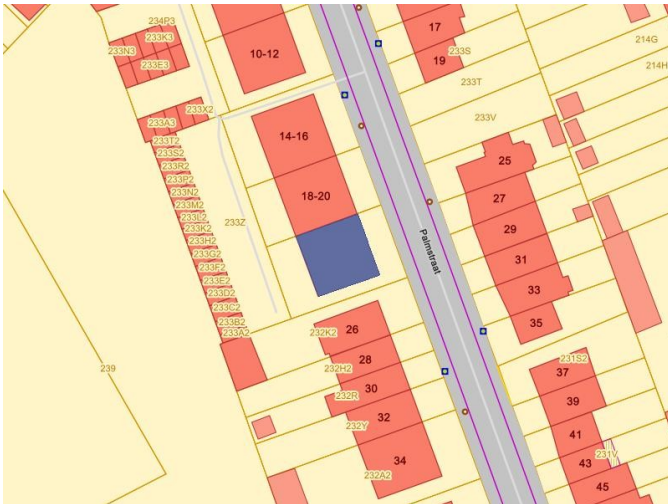 234P3
233K3
233N3
233E3
10-12
17
233S
19
214G
214H
233T
233X2
233A3
233V
14-16
233T2
233S2
233R2
233P2
233N2
233M2
233L2
233K2
233H2
233G2
233F2
233E2
233D2
233C2
233B2
233A2
18-20
233Z
25
27
29
31
33
35
Palmstraat
26
232K2
28
232H2
30
232R
32
232Y
34
232A2
239
231S2
37
39
41
43
231V
45